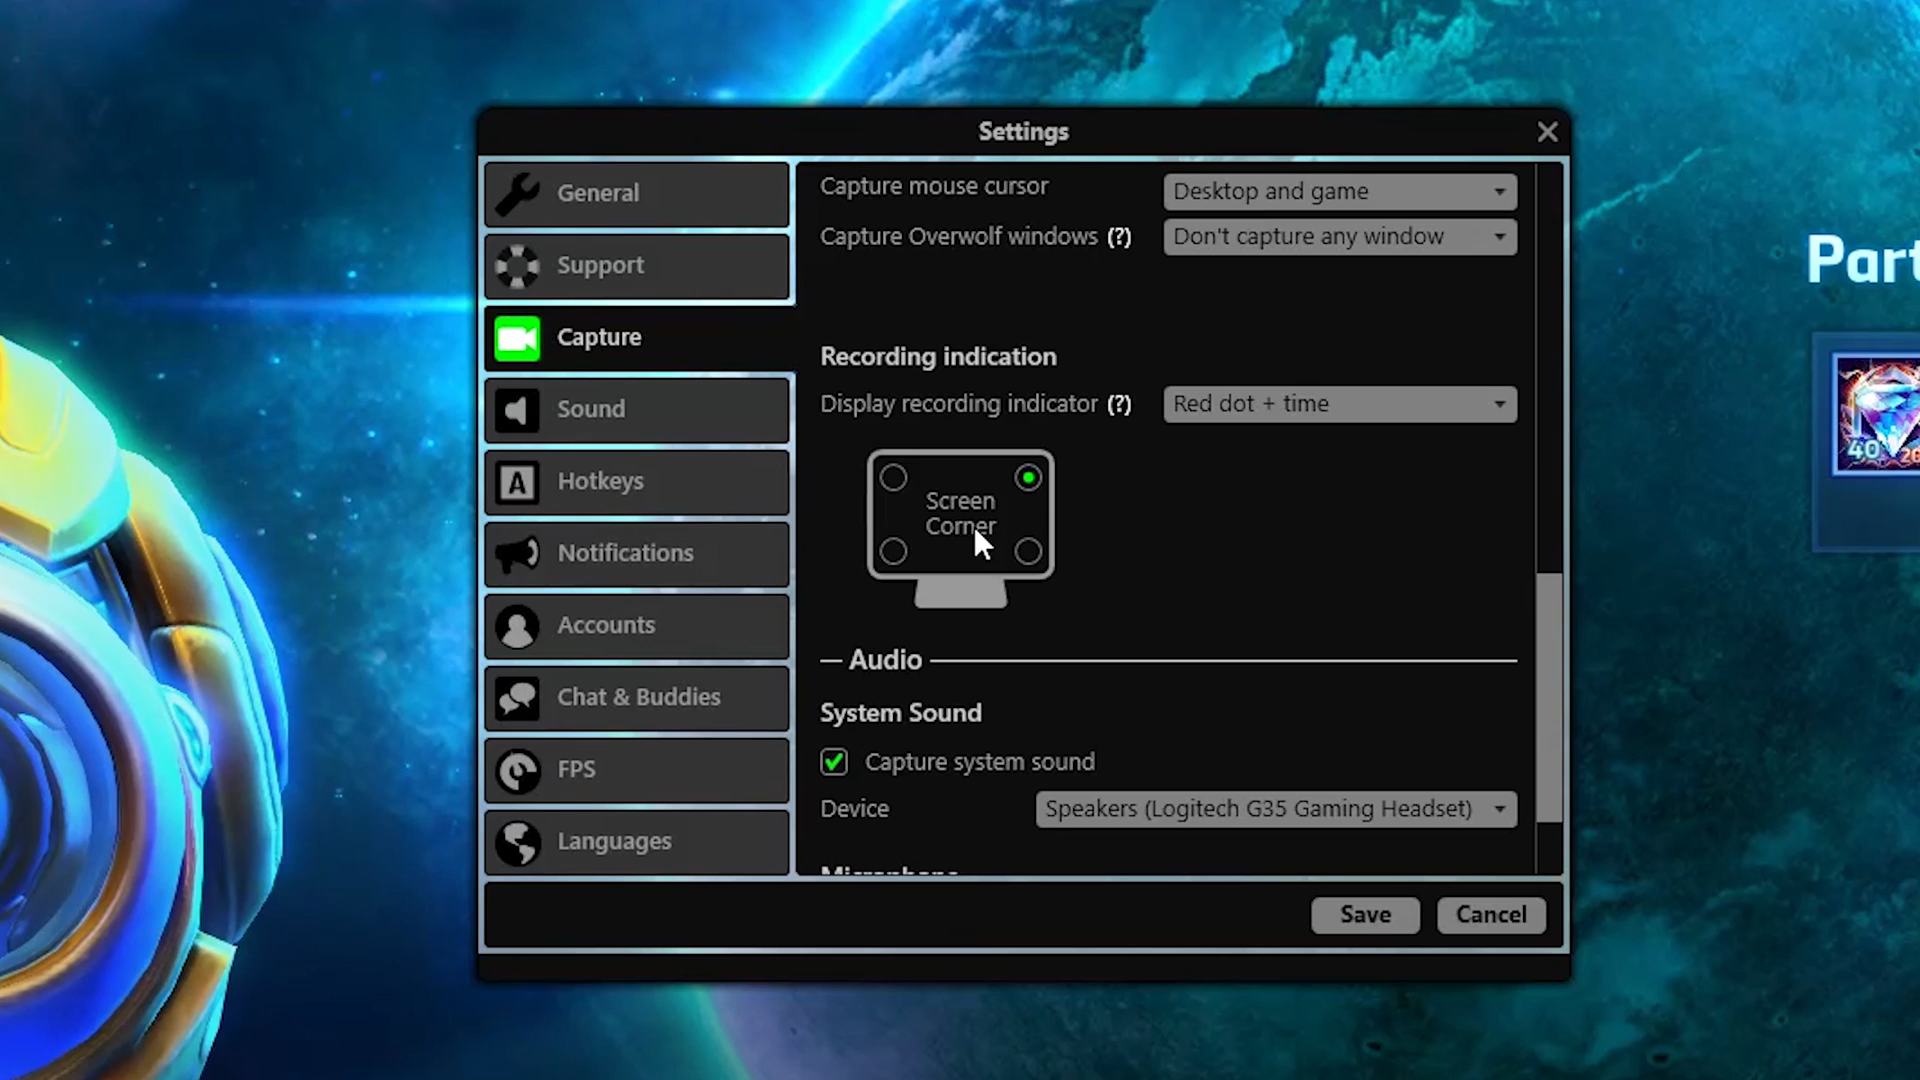 Settings
General
Support
Capture
Sound
Hotkeys
Notifications
Accounts
Chat & Buddies
FPS
Languages
Capture mouse cursor
Desktop and game
Capture Overwolf windows (?)
Don't capture any window
Recording indication
Display recording indicator (?)
Red dot + time
Screen
Corner
Audio
System Sound
Capture system sound
Device
Speakers (Logitech G35 Gaming Headset)
Save
Cancel
Part
40
20
A